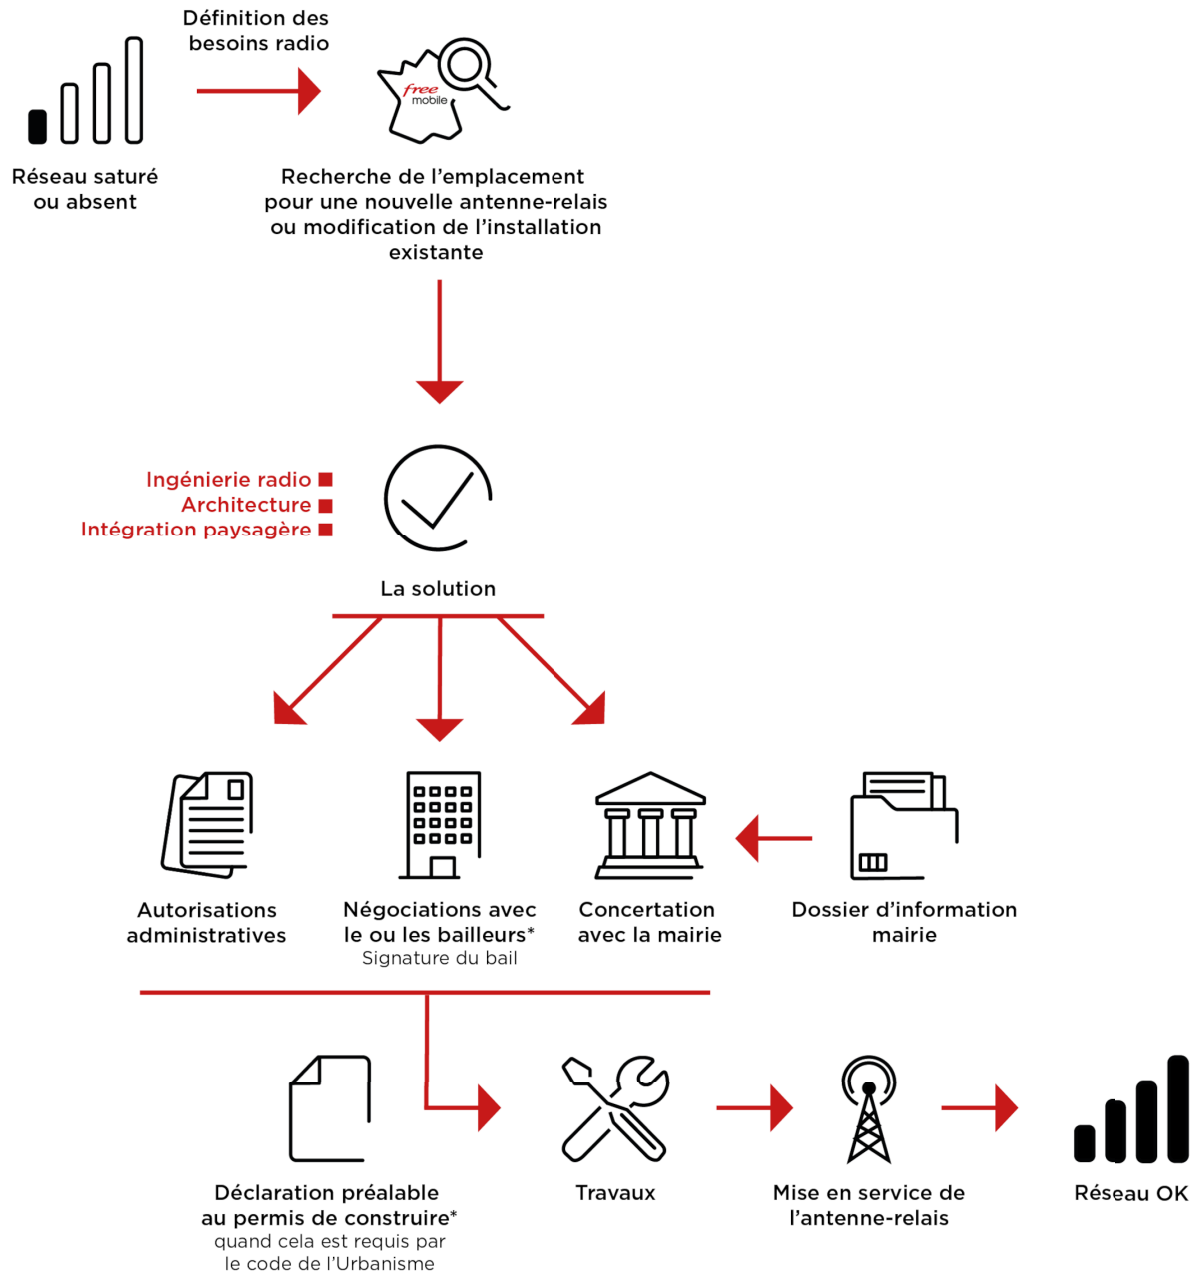 Définition des
besoins radio
free
mobile
Réseau saturé
ou absent
Recherche de l'emplacement
pour une nouvelle antenne-relais
ou modification de l'installation
existante
Ingénierie radio
Architecture
Intégration paysagère
La solution
Autorisations
administratives
Négociations avec
le ou les bailleurs*
Signature du bail
Concertation
avec la mairie
Dossier d'information
mairie
Déclaration préalable
au permis de construire*
quand cela est requis par
le code de l'Urbanisme
Travaux
Mise en service de
l'antenne-relais
Réseau OK